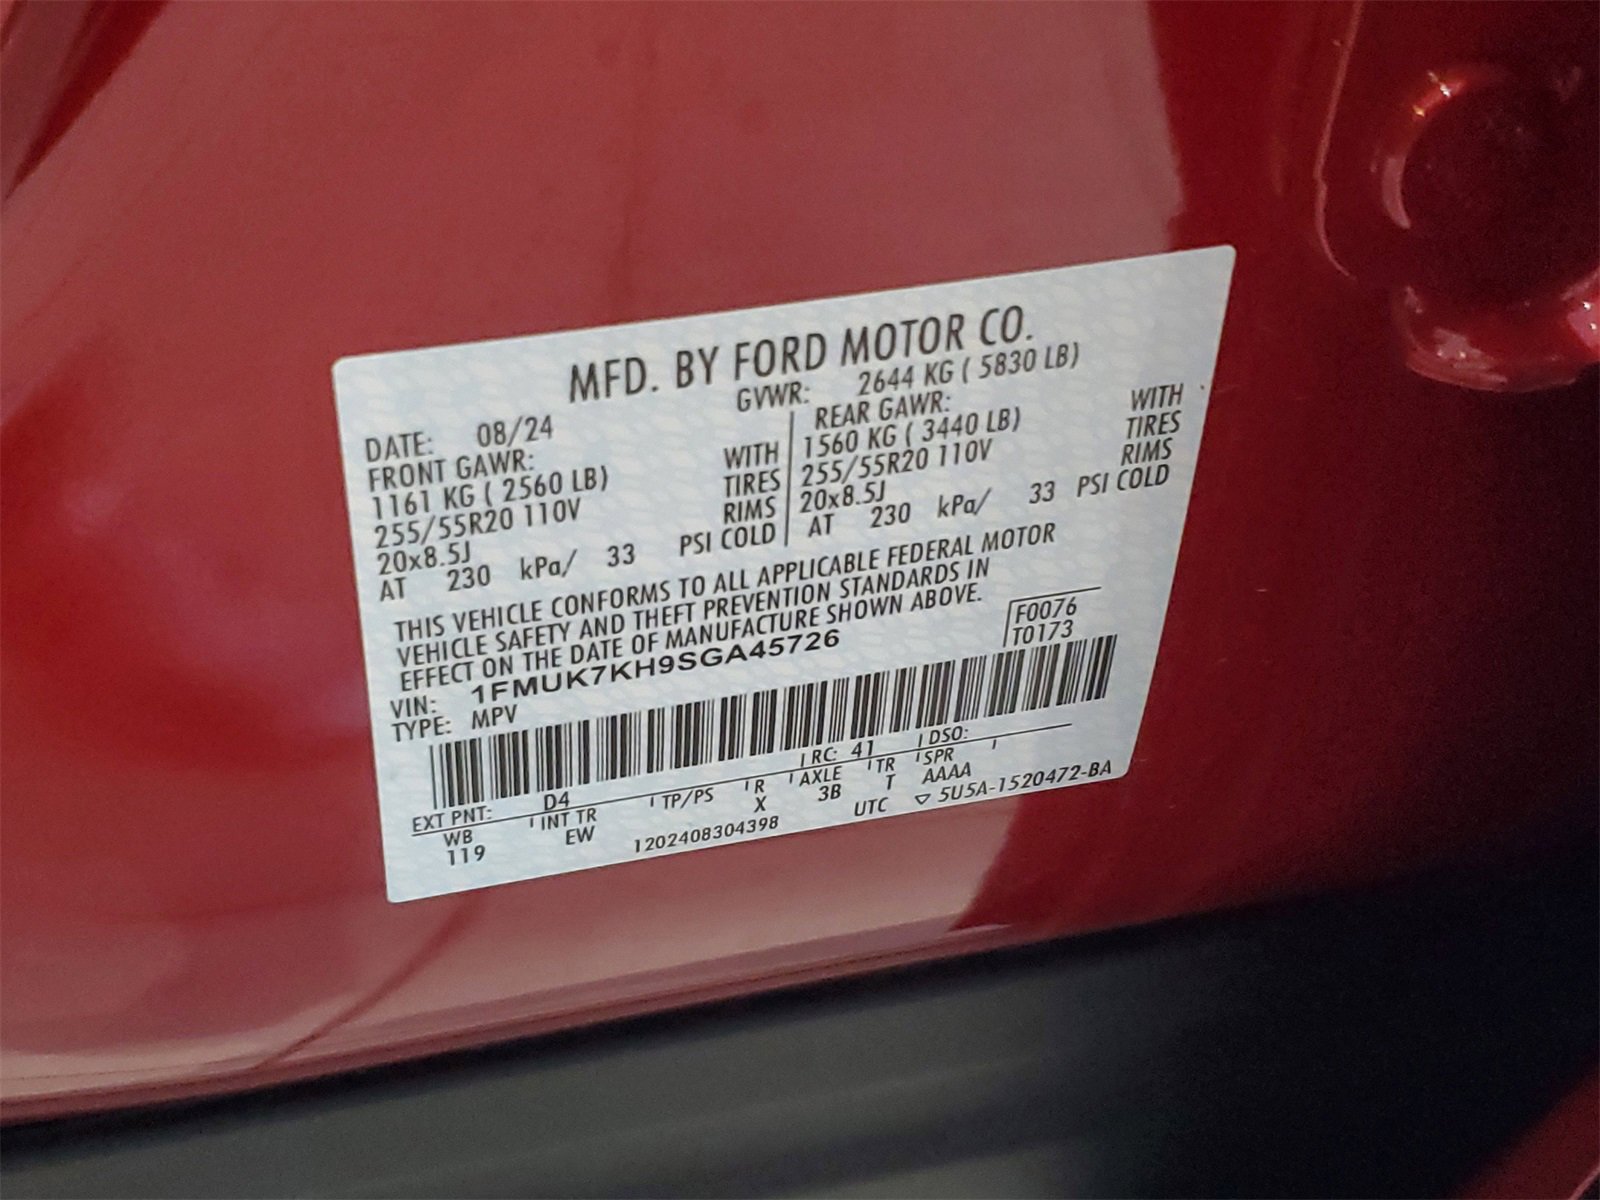 MFD. BY FORD MOTOR CO.
DATE: 08/24 GVWR: 2644 KG ( 5830 LB)
FRONT GAWR: REAR GAWR:
1161 KG ( 2560 LB) WITH 1560 KG ( 3440 LB) WITH
255/55R20 110V TIRES 255/55R20 110V TIRES
20x8.5J RIMS 20x8.5J RIMS
AT 230 kPa/ 33 PSI COLD AT 230 kPa/ 33 PSI COLD
THIS VEHICLE CONFORMS TO ALL APPLICABLE FEDERAL MOTOR
VEHICLE SAFETY AND THEFT PREVENTION STANDARDS IN
EFFECT ON THE DATE OF MANUFACTURE SHOWN ABOVE.
VIN: 1FMUK7KH9SGA45726 F0076
TYPE: MPV T0173
EXT PNT: D4 RC: 41 DSO:
WB INT TR TP/PS R AXLE TR SPR
119 EW X 3B T AAAA
1202408304398 UTC ▽ 5U5A-1520472-BA